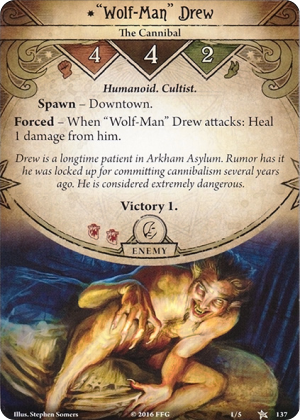 "Wolf-Man" Drew
The Cannibal
4 4 2
Humanoid. Cultist.
Spawn – Downtown.
Forced – When "Wolf-Man" Drew attacks: Heal
1 damage from him.
Drew is a longtime patient in Arkham Asylum. Rumor has it
he was locked up for committing cannibalism several years
ago. He is considered extremely dangerous.
Victory 1.
ENEMY
Illus. Stephen Somers © 2016 FFG 1/5 137